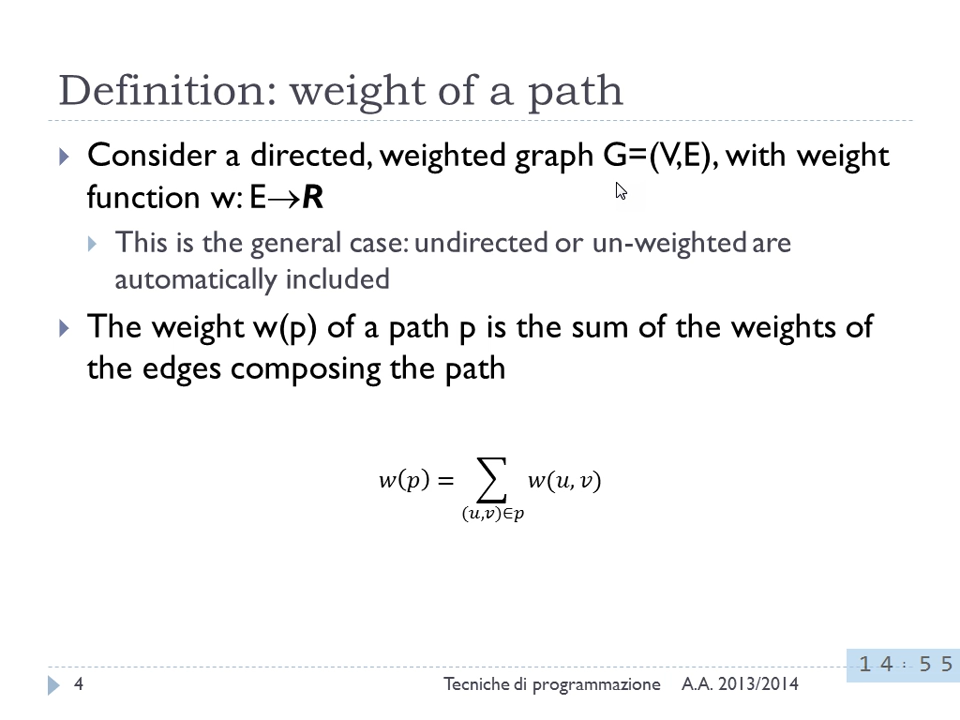 Definition: weight of a path
Consider a directed, weighted graph G=(V,E), with weight
function w: E→R
This is the general case: undirected or un-weighted are
automatically included
The weight w(p) of a path p is the sum of the weights of
the edges composing the path
w(p) = ∑ w(u, v)
(u,v)∈p
4 Tecniche di programmazione A.A. 2013/2014
14:55